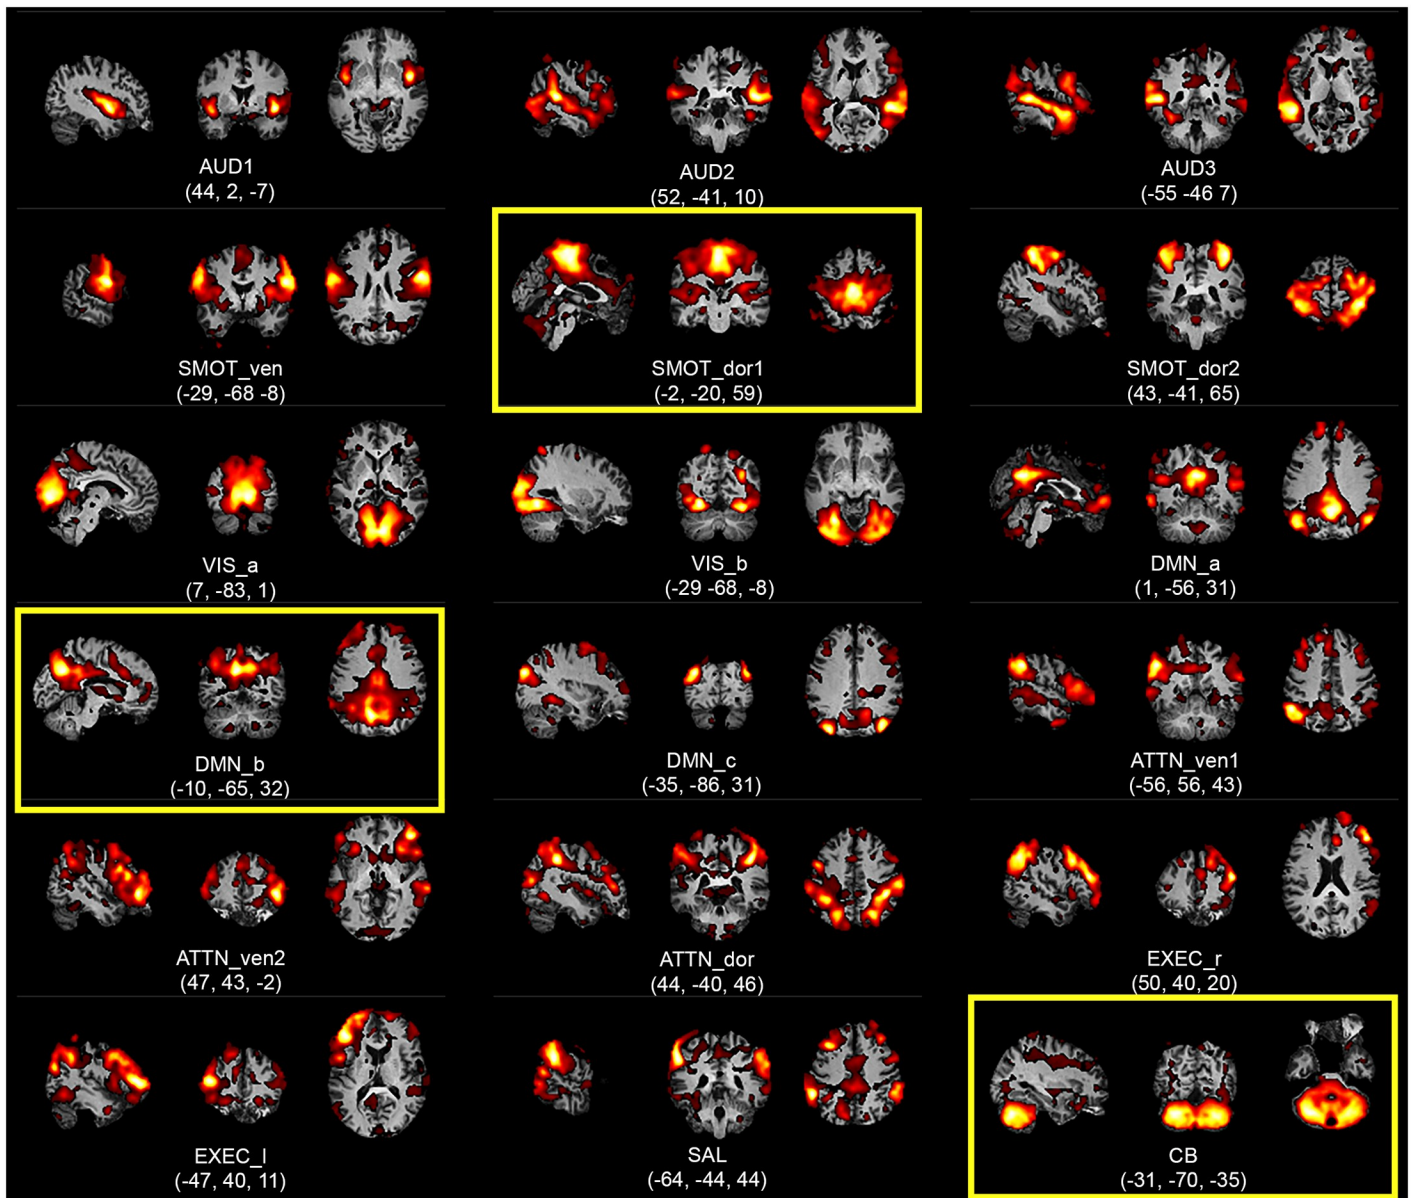 AUD1
(44, 2, -7)
AUD2
(52, -41, 10)
AUD3
(-55 -46 7)
SMOT_ven
(-29, -68 -8)
SMOT_dor1
(-2, -20, 59)
SMOT_dor2
(43, -41, 65)
VIS_a
(7, -83, 1)
VIS_b
(-29 -68, -8)
DMN_a
(1, -56, 31)
DMN_b
(-10, -65, 32)
DMN_c
(-35, -86, 31)
ATTN_ven1
(-56, 56, 43)
ATTN_ven2
(47, 43, -2)
ATTN_dor
(44, -40, 46)
EXEC_r
(50, 40, 20)
EXEC_l
(-47, 40, 11)
SAL
(-64, -44, 44)
CB
(-31, -70, -35)